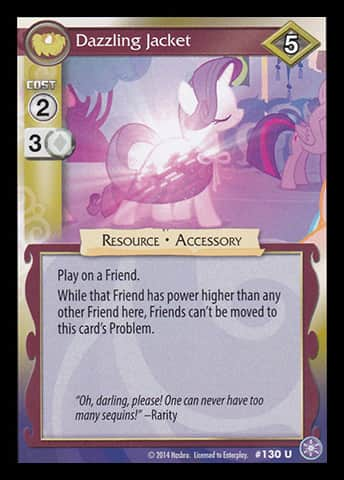 Dazzling Jacket
5
COST
2
3
RESOURCE • ACCESSORY
Play on a Friend.
While that Friend has power higher than any
other Friend here, Friends can't be moved to
this card's Problem.
"Oh, darling, please! One can never have too
many sequins!" –Rarity
© 2014 Hasbro. Licensed to Enterplay. #130 U